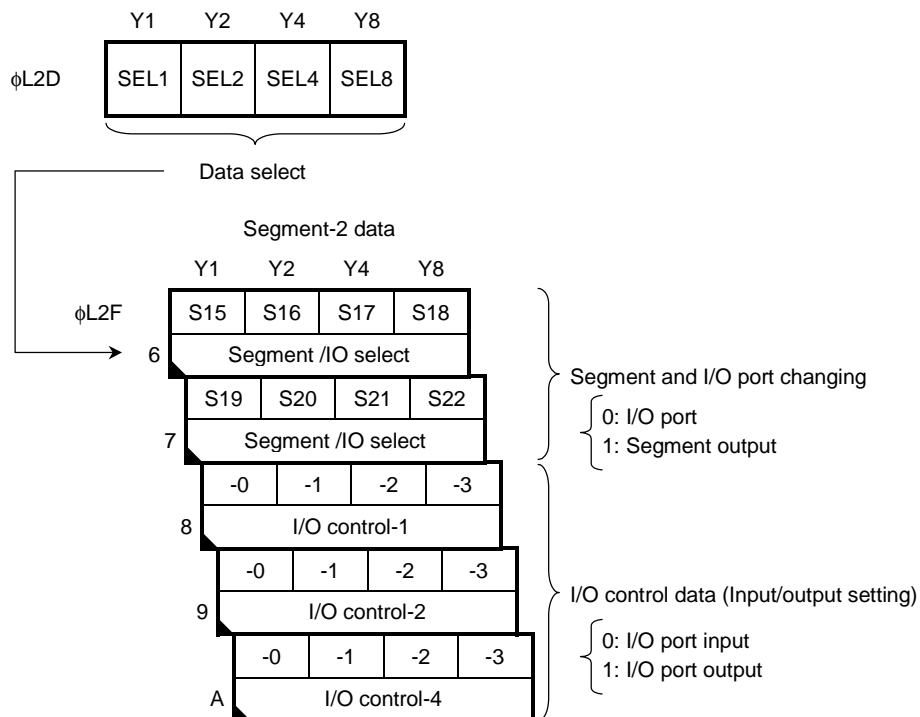 Y1 Y2 Y4 Y8
ϕL2D SEL1 SEL2 SEL4 SEL8
Data select
Segment-2 data
Y1 Y2 Y4 Y8
ϕL2F S15 S16 S17 S18
6 Segment /IO select
S19 S20 S21 S22
7 Segment /IO select
Segment and I/O port changing
0: I/O port
1: Segment output
-0 -1 -2 -3
8 I/O control-1
-0 -1 -2 -3
9 I/O control-2
-0 -1 -2 -3
A I/O control-4
I/O control data (Input/output setting)
0: I/O port input
1: I/O port output